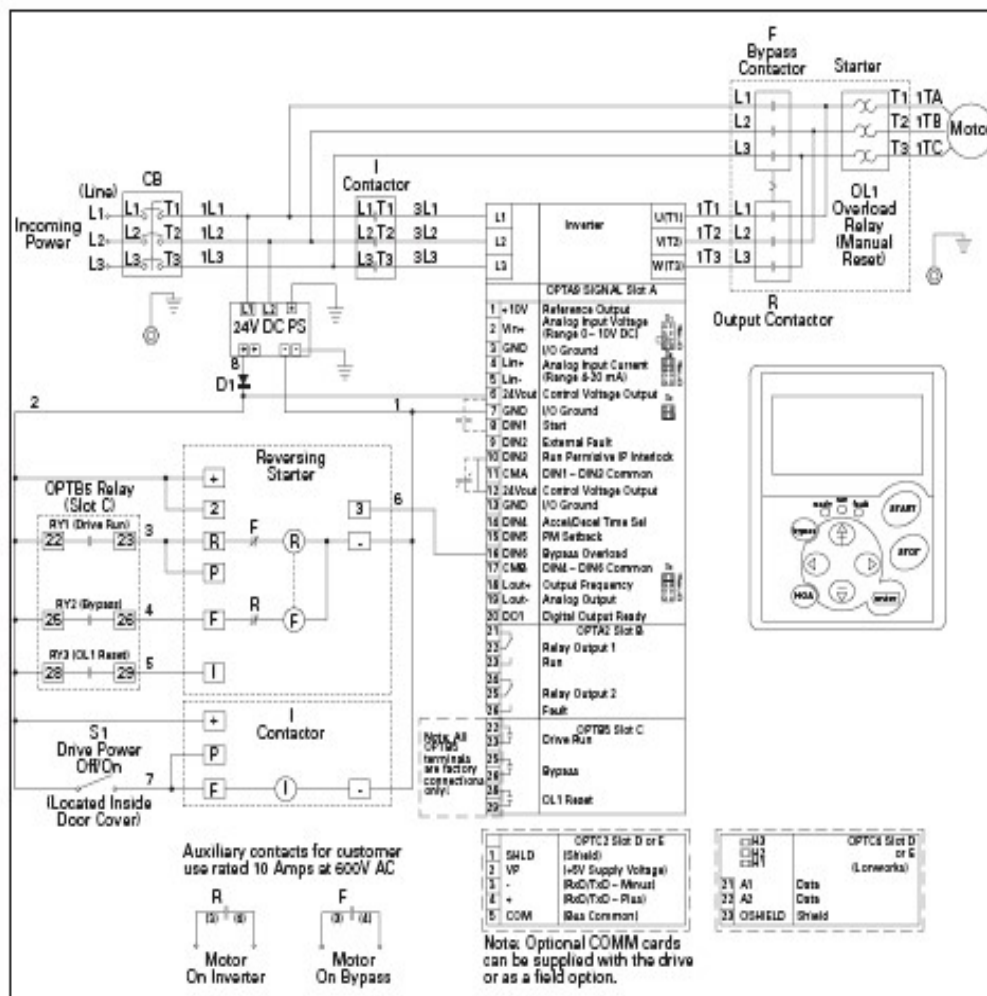 F
Bypass
Contactor
Starter
L1
T1
1TA
L2
T2
1TB
Motor
L3
T3
1TC
OL1
Overload
Relay
(Manual
Reset)
I
Contactor
CB
(Line)
Incoming
Power
L1
L1 T1
1L1
L1 T1
3L1
L2
L2 T2
1L2
L2 T2
3L2
L3
L3 T3
1L3
L3 T3
3L3
L1
Inverter
U(T1)
1T1
L1
L2
V(T2)
1T2
L2
L3
W(T3)
1T3
L3
R
Output Contactor
L1 L2
24V DC PS
+ +
- -
8
D1
2
1
OPTA9 SIGNAL Slot A
1 +10V Reference Output
2 Vin+ Analog Input Voltage
(Range 0 – 10V DC)
3 GND I/O Ground
4 Lin+ Analog Input Current
5 Lin- (Range 4-20 mA)
6 24Vout Control Voltage Output
7 GND I/O Ground
8 DIN1 Start
9 DIN2 External Fault
10 DIN3 Run Permisive IP Interlock
11 CMA DIN1 – DIN3 Common
12 24Vout Control Voltage Output
13 GND I/O Ground
14 DIN4 Accel/Decel Time Sel
15 DIN5 PM Setback
16 DIN6 Bypass Overload
17 CMB DIN4 – DIN6 Common
18 Lout+ Output Frequency
19 Lout- Analog Output
20 DO1 Digital Output Ready
21 OPTA2 Slot B
22 Relay Output 1
23 Run
24
25 Relay Output 2
26 Fault
22 OPTB5 Slot C
23 Drive Run
25
26 Bypass
28
29 OL1 Reset
Note: All
OPTB5
terminals
are factory
connections
only!
Reversing
Starter
+
2
3
6
R F R -
P
F R F
I
OPTB5 Relay
(Slot C)
RY1 (Drive Run)
22 23
3
RY2 (Bypass)
25 26
4
RY3 (OL1 Reset)
28 29
5
I
Contactor
+
P
F I -
S1
Drive Power
Off/On
7
(Located Inside
Door Cover)
START
Bypass
STOP
HOA
Auxiliary contacts for customer
use rated 10 Amps at 600V AC
R
F
(3) (4)
Motor
On Inverter
Motor
On Bypass
OPTC2 Slot D or E
1 SHLD (Shield)
2 VP (+5V Supply Voltage)
3 - (RxD/TxD – Minus)
4 + (RxD/TxD – Plus)
5 COM (Bus Common)
Note: Optional COMM cards
can be supplied with the drive
or as a field option.
OPTC4 Slot D
or E
(Lonworks)
21 A1 Data
22 A2 Data
23 OSHIELD Shield